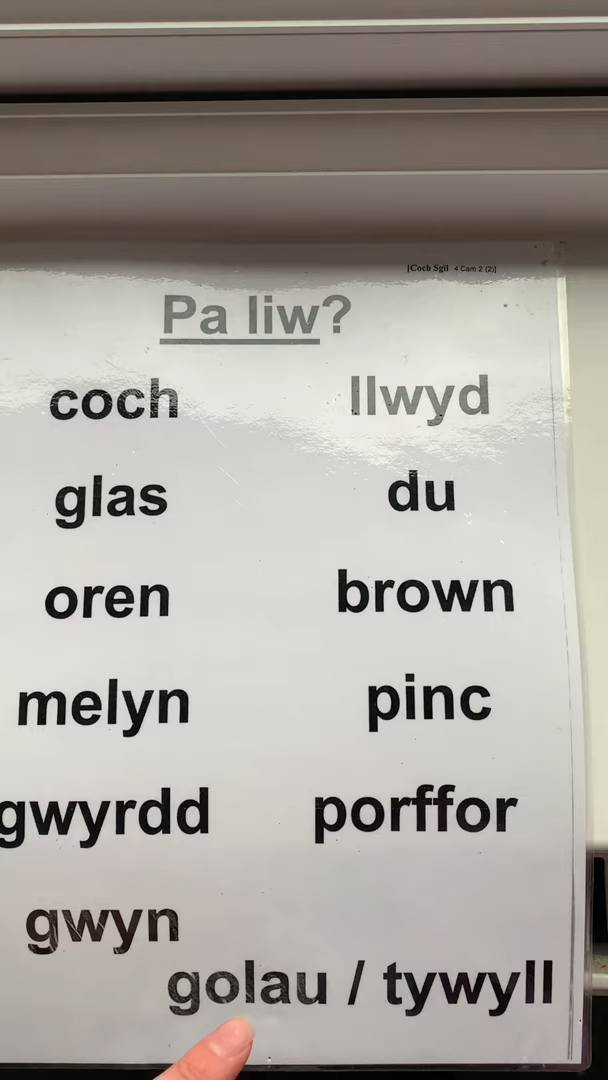 [Coch Sgil 4 Cam 2 (2)]
Pa liw?
coch llwyd
glas du
oren brown
melyn pinc
gwyrdd porffor
gwyn
golau / tywyll